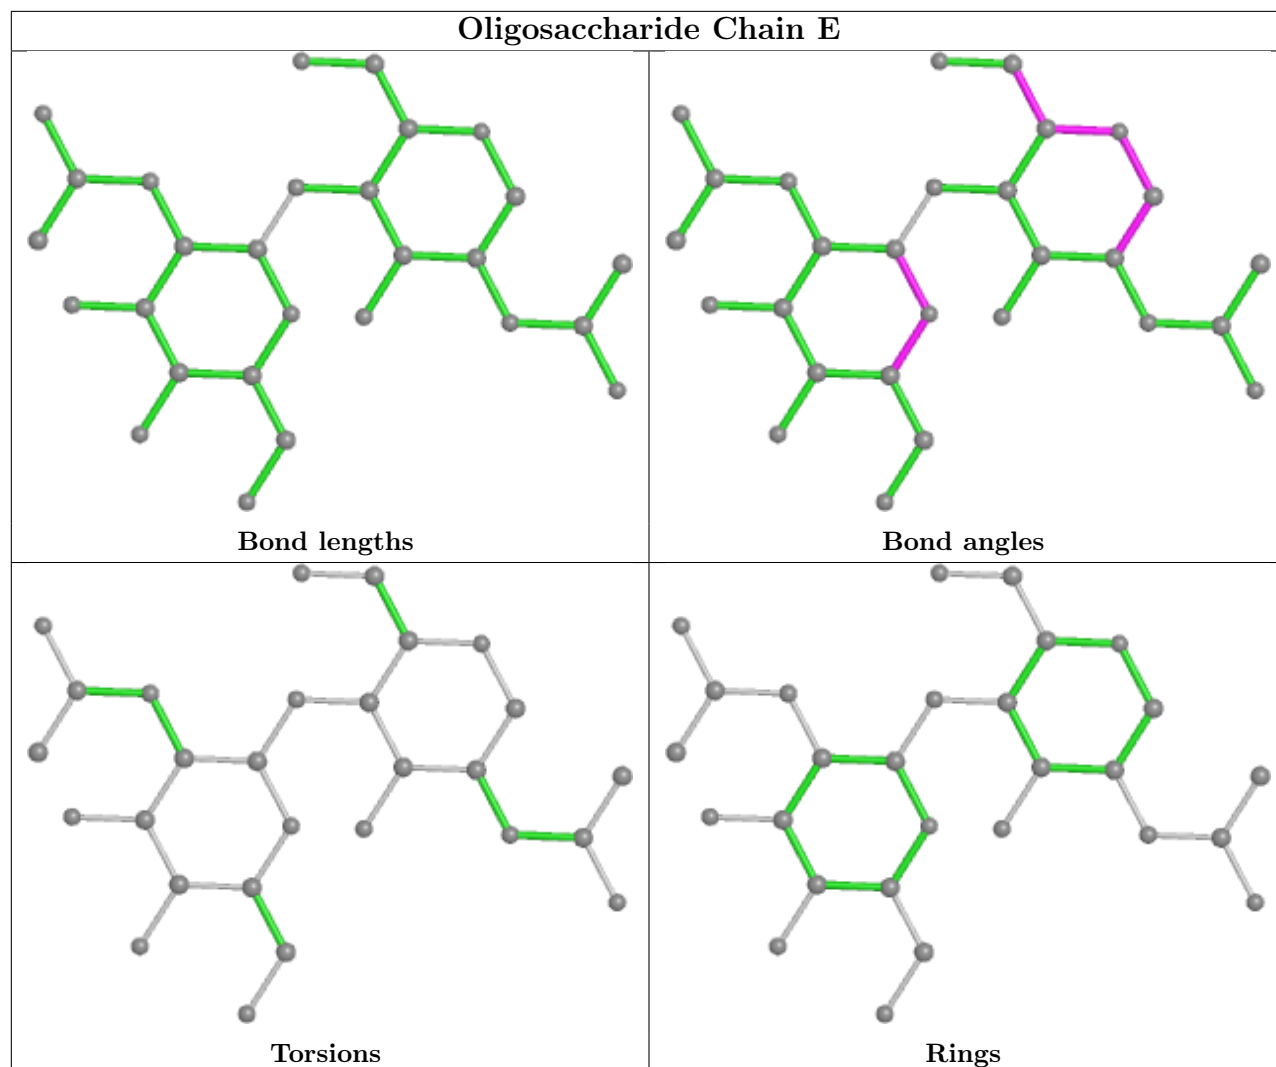 Oligosaccharide Chain E
Bond lengths
Bond angles
Torsions
Rings